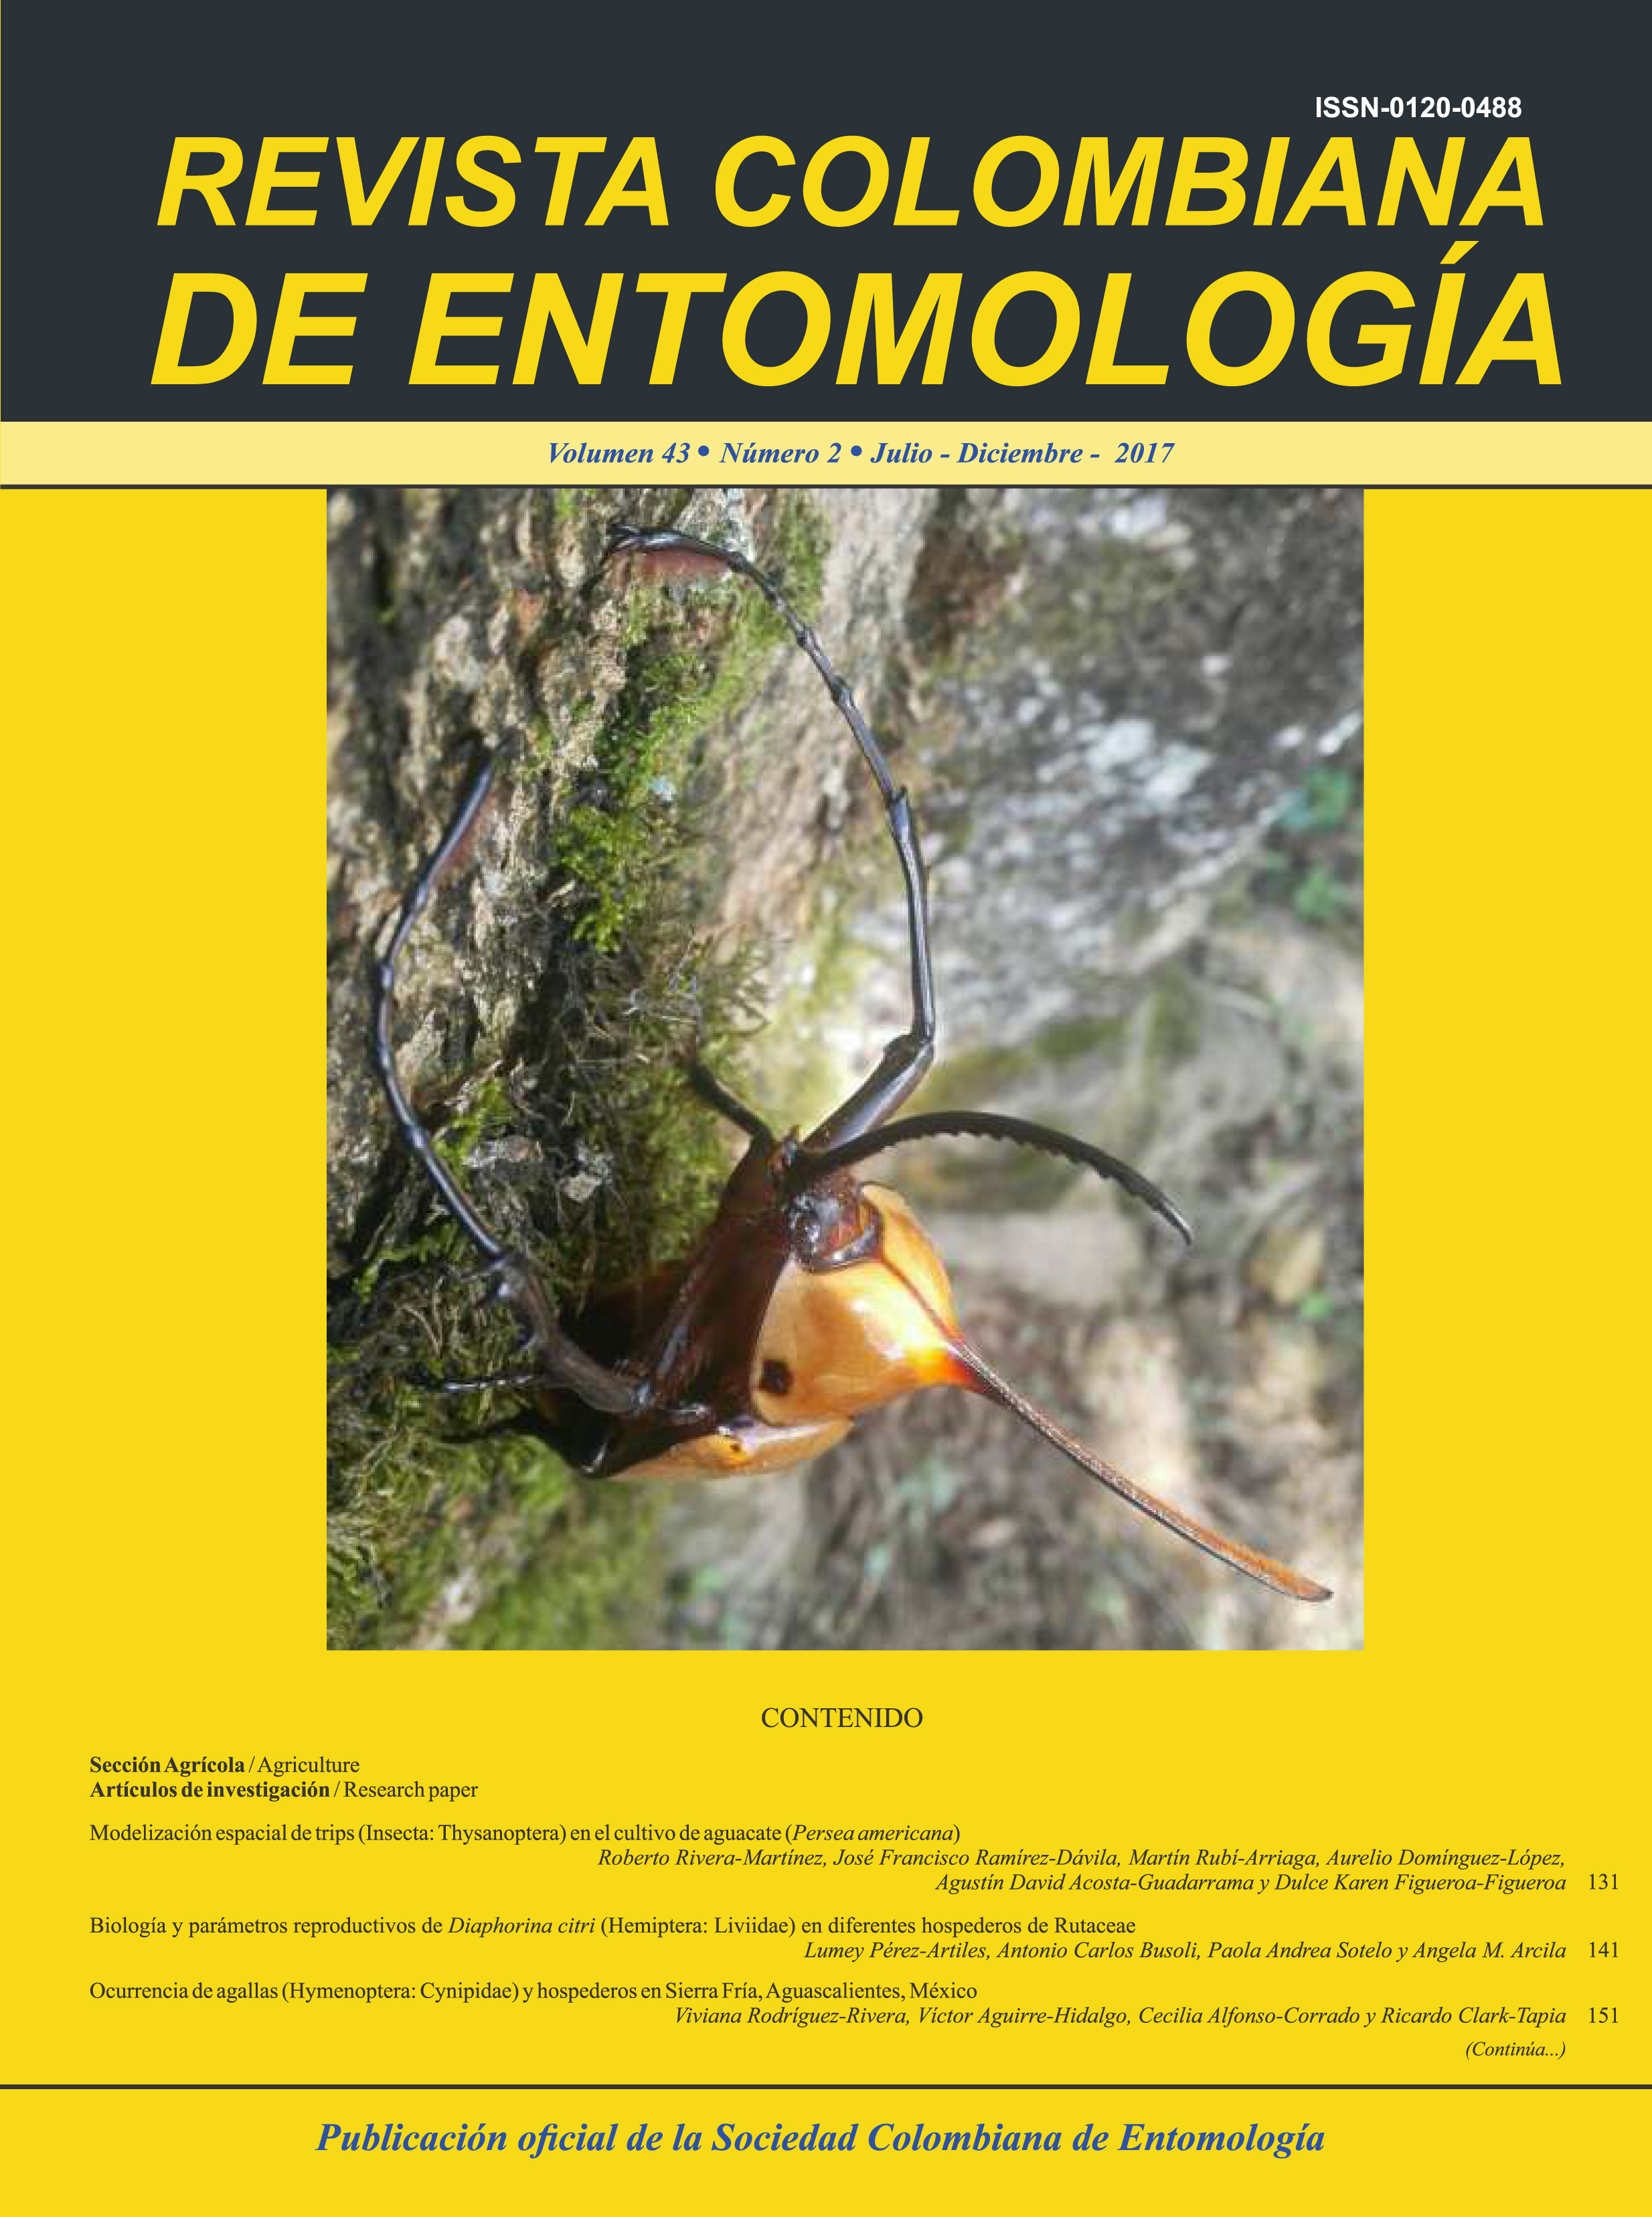 ISSN-0120-0488
REVISTA COLOMBIANA
DE ENTOMOLOGÍA
Volumen 43 • Número 2 • Julio - Diciembre - 2017
CONTENIDO
Sección Agrícola / Agriculture
Artículos de investigación / Research paper
Modelización espacial de trips (Insecta: Thysanoptera) en el cultivo de aguacate (Persea americana)
Roberto Rivera-Martínez, José Francisco Ramírez-Dávila, Martín Rubí-Arriaga, Aurelio Domínguez-López,
Agustín David Acosta-Guadarrama y Dulce Karen Figueroa-Figueroa 131
Biología y parámetros reproductivos de Diaphorina citri (Hemiptera: Liviidae) en diferentes hospederos de Rutaceae
Lumey Pérez-Artiles, Antonio Carlos Busoli, Paola Andrea Sotelo y Angela M. Arcila 141
Ocurrencia de agallas (Hymenoptera: Cynipidae) y hospederos en Sierra Fría, Aguascalientes, México
Viviana Rodríguez-Rivera, Víctor Aguirre-Hidalgo, Cecilia Alfonso-Corrado y Ricardo Clark-Tapia 151
(Continúa...)
Publicación oficial de la Sociedad Colombiana de Entomología